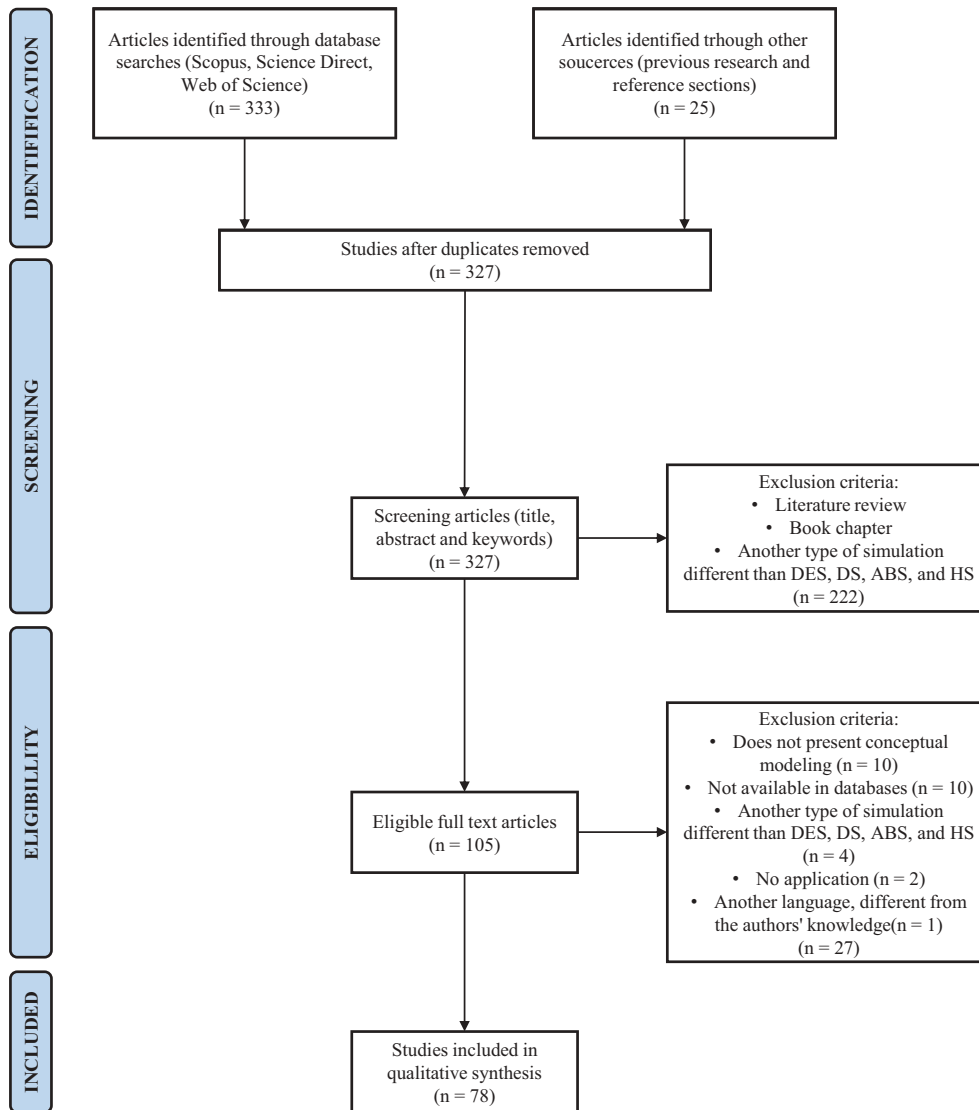 IDENTIFIFICATION
Articles identified through database
searches (Scopus, Science Direct,
Web of Science)
(n = 333)
Articles identified trhough other
soucerces (previous research and
reference sections)
(n = 25)
Studies after duplicates removed
(n = 327)
SCREENING
Screening articles (title,
abstract and keywords)
(n = 327)
Exclusion criteria:
• Literature review
• Book chapter
• Another type of simulation
different than DES, DS, ABS, and HS
(n = 222)
ELIGIBILLITY
Eligible full text articles
(n = 105)
Exclusion criteria:
• Does not present conceptual
modeling (n = 10)
• Not available in databases (n = 10)
• Another type of simulation
different than DES, DS, ABS, and HS
(n = 4)
• No application (n = 2)
• Another language, different from
the authors' knowledge(n = 1)
(n = 27)
INCLUDED
Studies included in
qualitative synthesis
(n = 78)